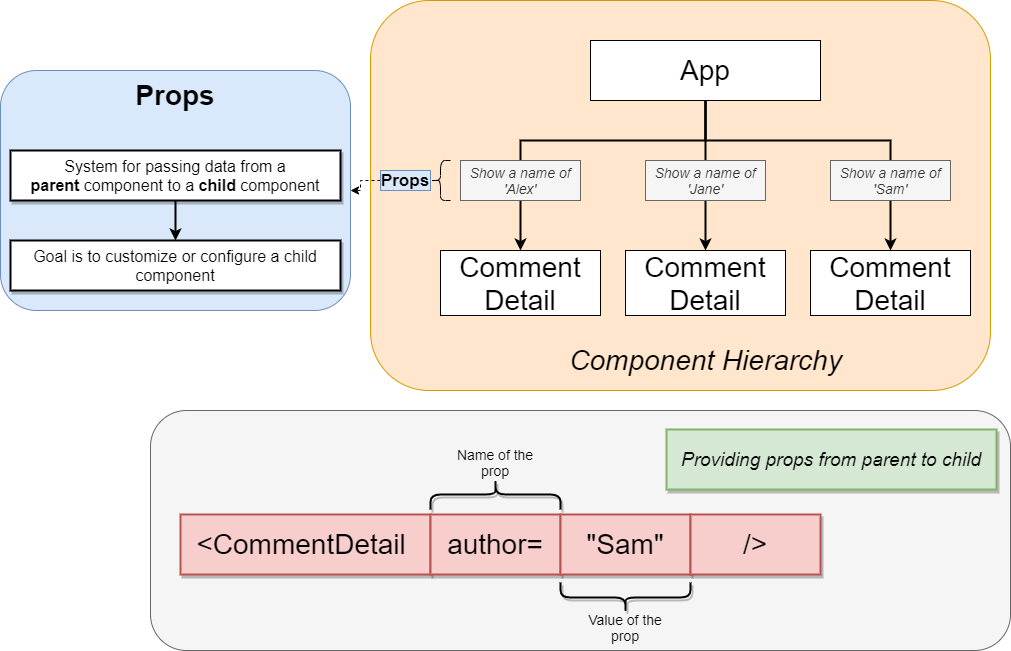 Props
System for passing data from a
parent component to a child component
Goal is to customize or configure a child
component
Props
App
Show a name of
'Alex'
Show a name of
'Jane'
Show a name of
'Sam'
Comment
Detail
Comment
Detail
Comment
Detail
Component Hierarchy
Providing props from parent to child
Name of the
prop
<CommentDetail author= "Sam" />
Value of the
prop